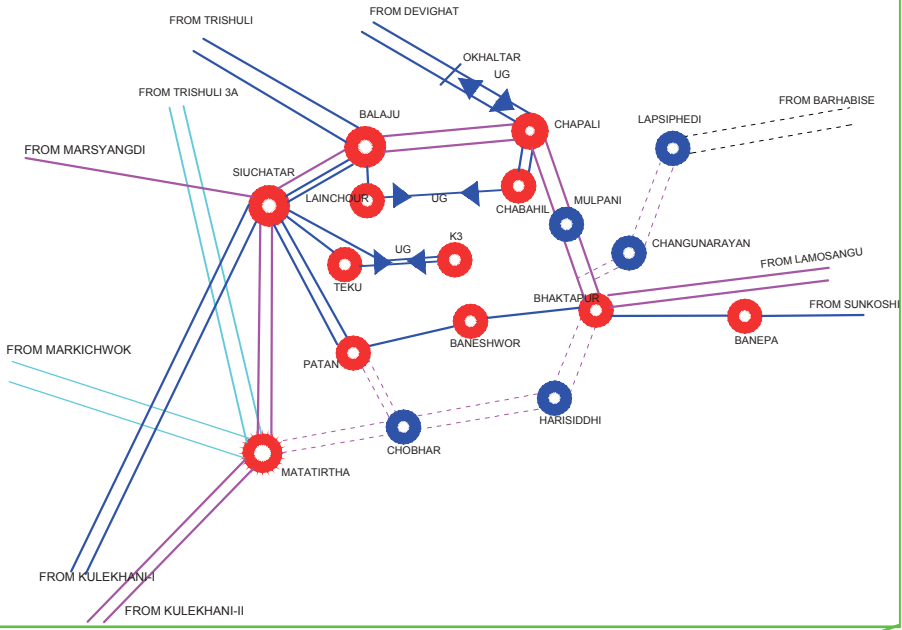 FROM DEVIGHAT
FROM TRISHULI
OKHALTAR
UG
FROM TRISHULI 3A
FROM BARHABISE
BALAJU
CHAPALI
LAPSIPHEDI
FROM MARSYANGDI
SIUCHATAR
LAINCHOUR
UG
CHABAHIL
MULPANI
K3
UG
CHANGUNARAYAN
FROM LAMOSANGU
TEKU
BHAKTAPUR
FROM SUNKOSHI
BANESHWOR
BANEPA
FROM MARKICHWOK
PATAN
HARISIDDHI
CHOBHAR
MATATIRTHA
FROM KULEKHANI-I
FROM KULEKHANI-II